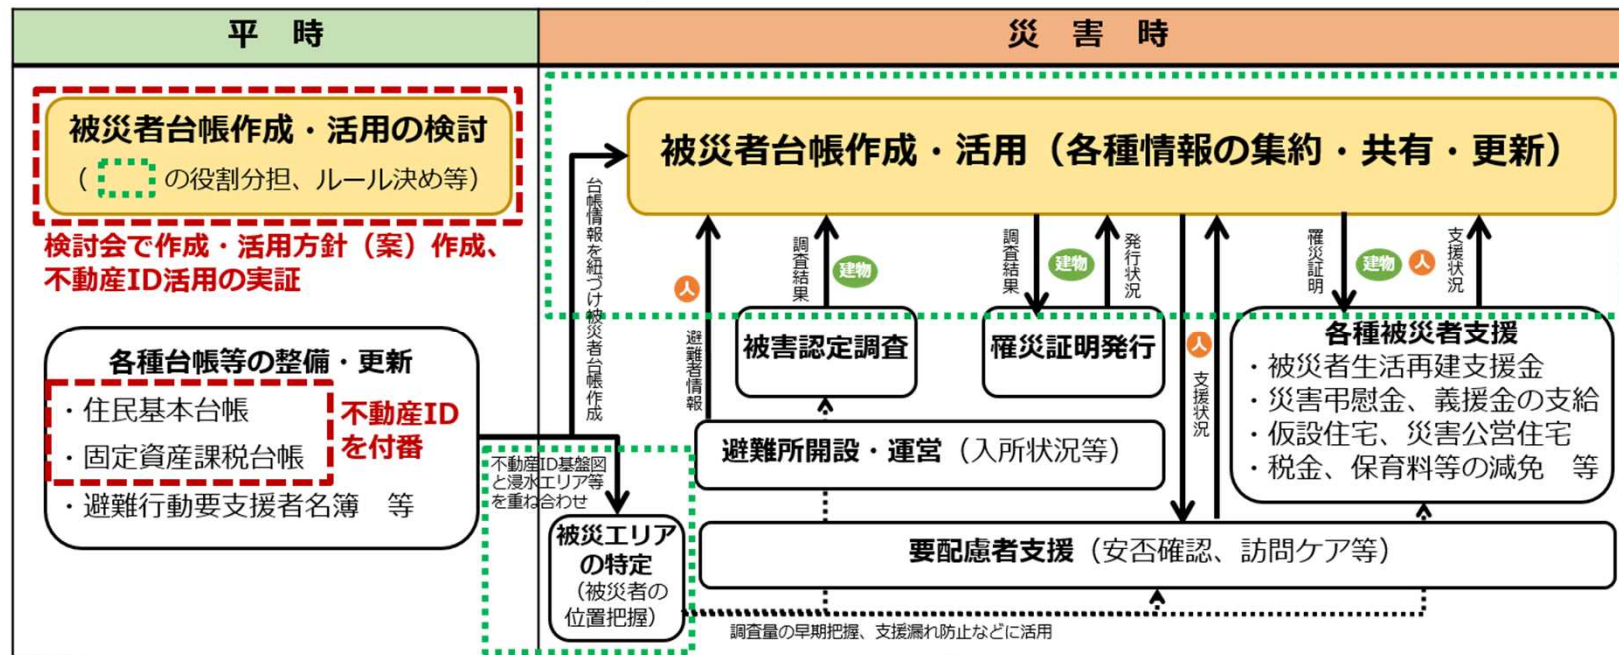 平　時
災　害　時
被災者台帳作成・活用の検討
（　　の役割分担、ルール決め等）
検討会で作成・活用方針（案）作成、
不動産ID活用の実証
各種台帳等の整備・更新
・住民基本台帳
・固定資産課税台帳
・避難行動要支援者名簿　等
不動産ID
を付番
被災者台帳作成・活用（各種情報の集約・共有・更新）
台帳情報を紐づけ被災者台帳作成
人
避難者情報
調査結果
建物
調査結果
建物
発行状況
人
支援状況
罹災証明
建物
人
支援状況
被害認定調査
罹災証明発行
各種被災者支援
・被災者生活再建支援金
・災害弔慰金、義援金の支給
・仮設住宅、災害公営住宅
・税金、保育料等の減免　等
避難所開設・運営（入所状況等）
不動産ID基盤図
と浸水エリア等
を重ね合わせ
被災エリア
の特定
（被災者の
位置把握）
要配慮者支援（安否確認、訪問ケア等）
調査量の早期把握、支援漏れ防止などに活用